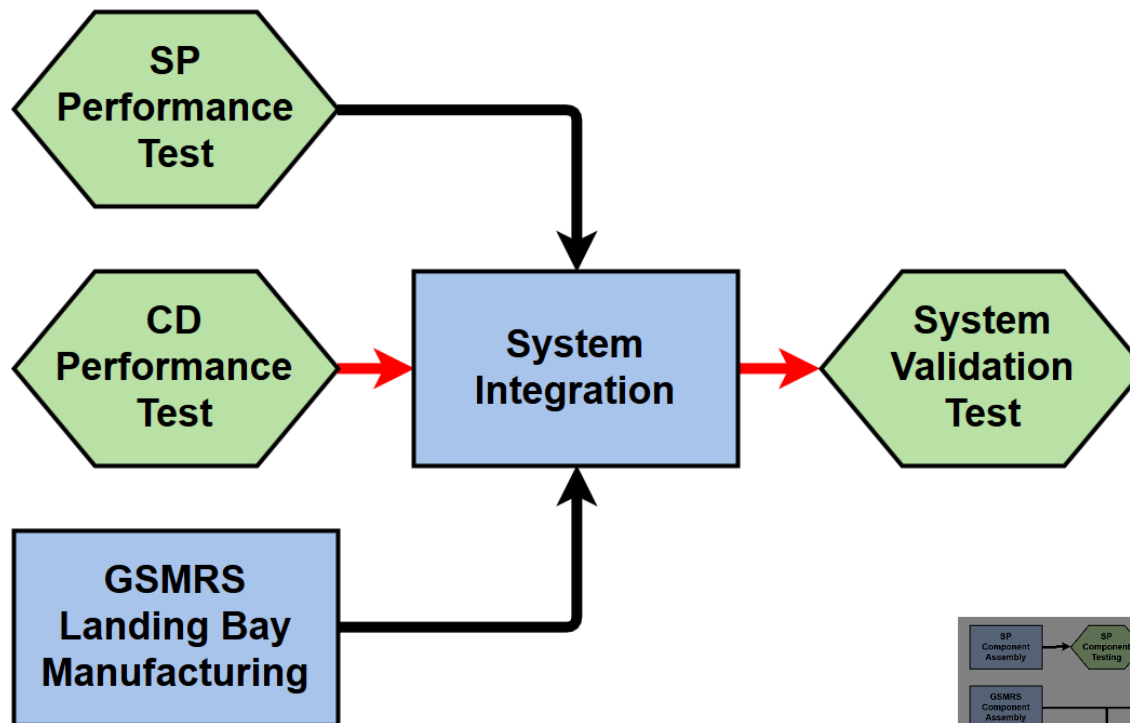 SP
Performance
Test
CD
Performance
Test
System
Integration
System
Validation
Test
GSMRS
Landing Bay
Manufacturing
SP
Component
Assembly
SP
Component
Testing
GSMRS
Component
Assembly